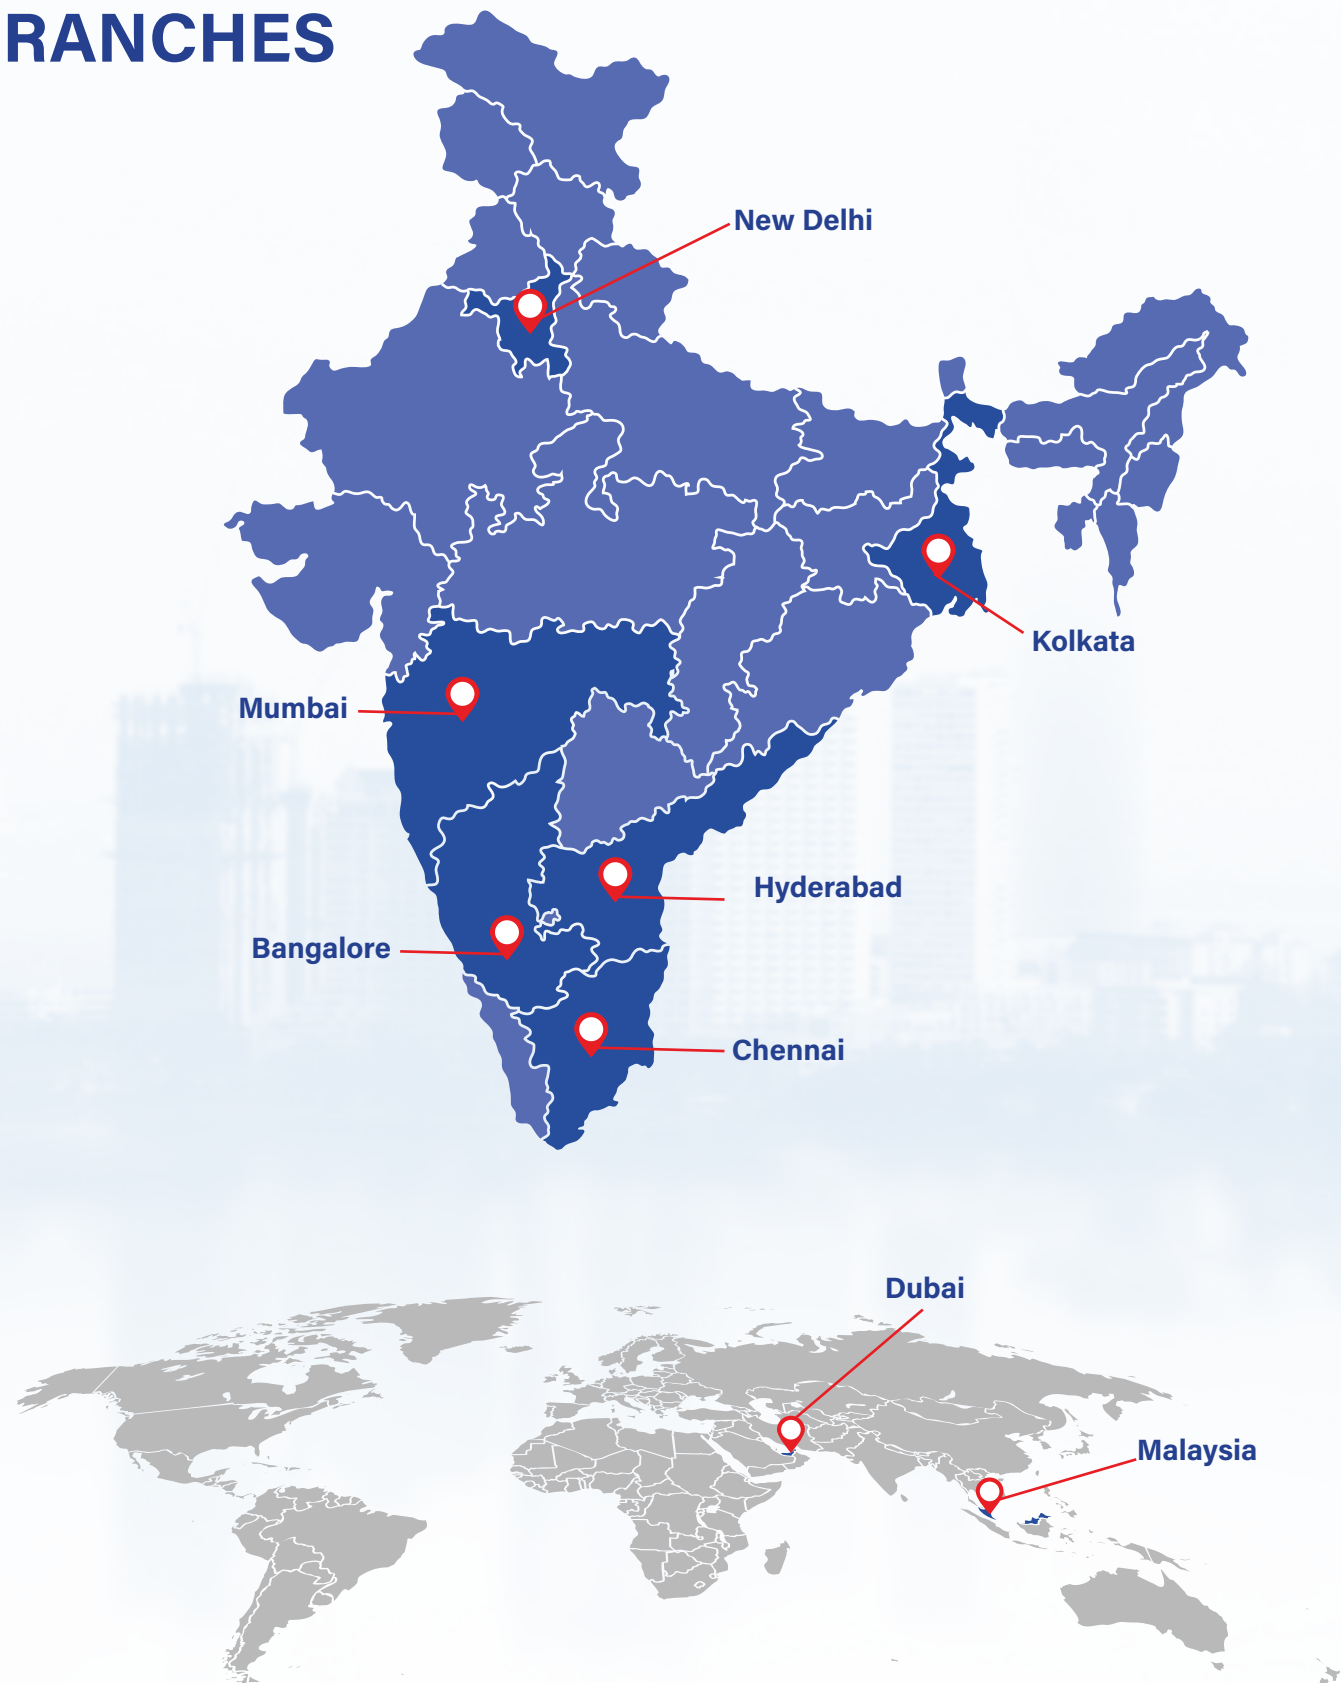 RANCHES
New Delhi
Kolkata
Mumbai
Hyderabad
Bangalore
Chennai
Dubai
Malaysia